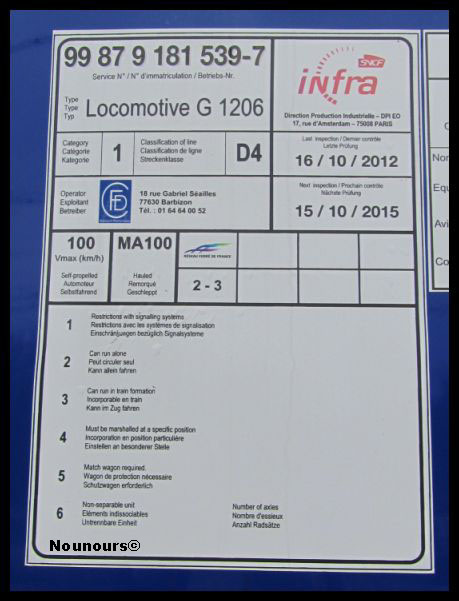 99 87 9 181 539-7
Service N° / N° d'immatriculation / Betriebs-Nr.
SNCF
infra
Direction Production Industrielle – DPI EO
17, rue d'Amsterdam – 75008 PARIS
Type
Type
Typ
Locomotive G 1206
Category
Catégorie
Kategorie
1
Classification of line
Classification de ligne
Streckenklasse
D4
Last inspection / Dernier contrôle
Letzte Prüfung
16 / 10 / 2012
Operator
Exploitant
Betreiber
18 rue Gabriel Séailles
77630 Barbizon
Tél. : 01 64 64 00 52
Next inspection / Prochain contrôle
Nächste Prüfung
15 / 10 / 2015
100
Vmax (km/h)
MA100
RÉSEAU FERRÉ DE FRANCE
Self-propelled
Automoteur
Selbstfahrend
Hauled
Remorqué
Geschleppt
2 - 3
1
Restrictions with signalling systems
Restrictions avec les systèmes de signalisation
Einschränjungen bezüglich Signalsysteme
2
Can run alone
Peut circuler seul
Kann allein fahren
3
Can run in train formation
Incorporable en train
Kann im Zug fahren
4
Must be marshalled at a specific position
Incorporation en position particulière
Einstellen an besonderer Stelle
5
Match wagon required
Wagon de protection nécessaire
Schutzwagen erforderlich
6
Non-separable unit
Eléments indissociables
Untrennbare Einheit
Number of axles
Nombre d'essieux
Anzahl Radsätze
Nounours©
Non
Equ
Avi
Co